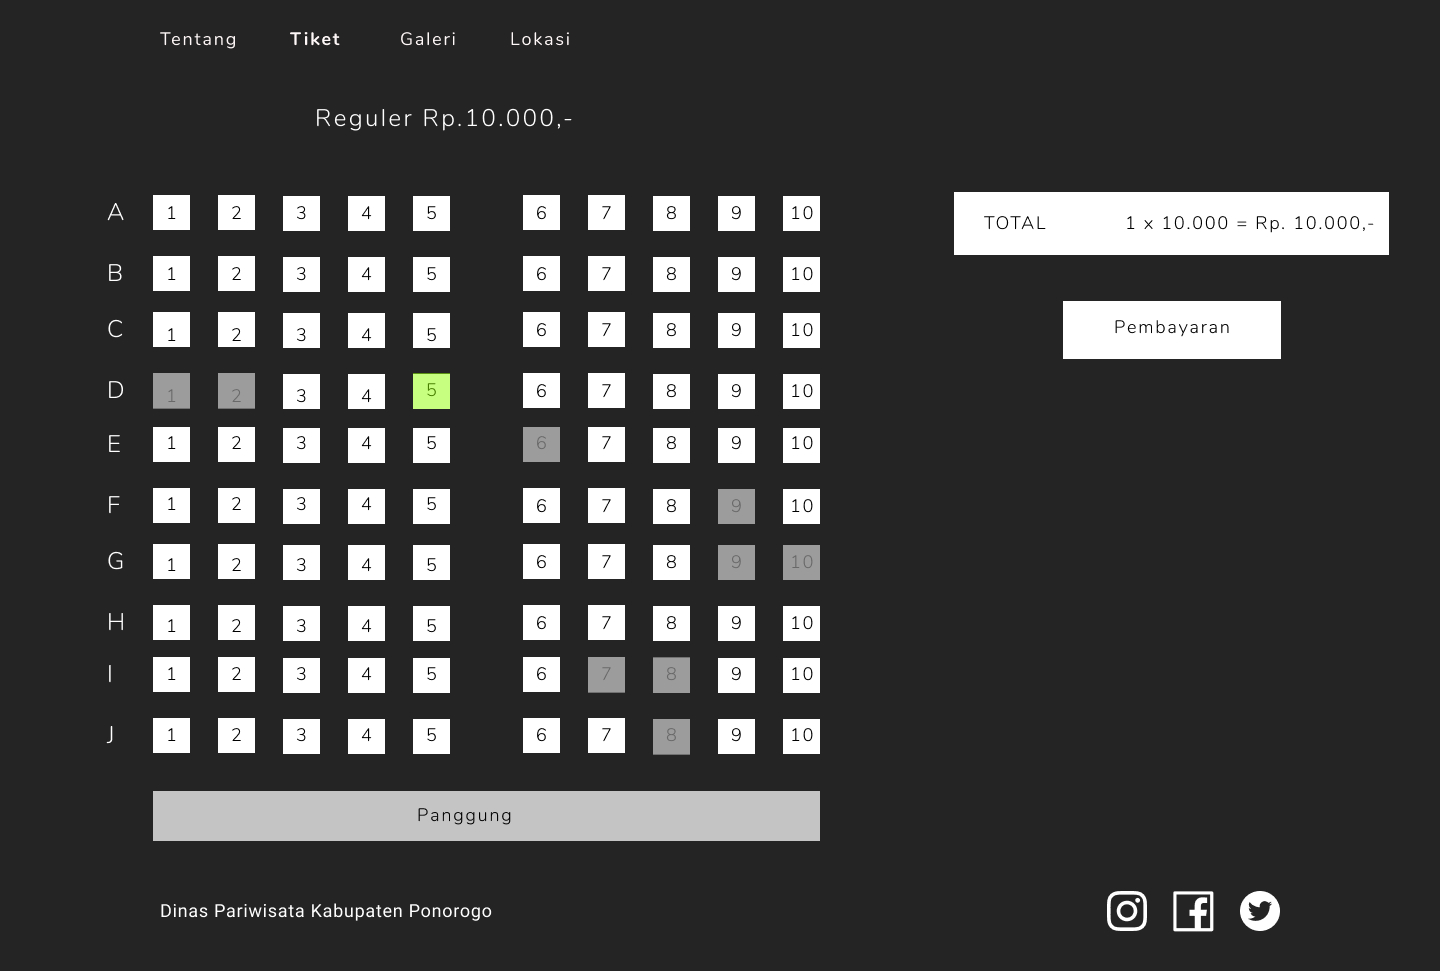 Tentang Tiket Galeri Lokasi
Reguler Rp.10.000,-
A 1 2 3 4 5 6 7 8 9 10
TOTAL 1 x 10.000 = Rp. 10.000,-
B 1 2 3 4 5 6 7 8 9 10
C 1 2 3 4 5 6 7 8 9 10
Pembayaran
D 1 2 3 4 5 6 7 8 9 10
E 1 2 3 4 5 6 7 8 9 10
F 1 2 3 4 5 6 7 8 9 10
G 1 2 3 4 5 6 7 8 9 10
H 1 2 3 4 5 6 7 8 9 10
I 1 2 3 4 5 6 7 8 9 10
J 1 2 3 4 5 6 7 8 9 10
Panggung
Dinas Pariwisata Kabupaten Ponorogo